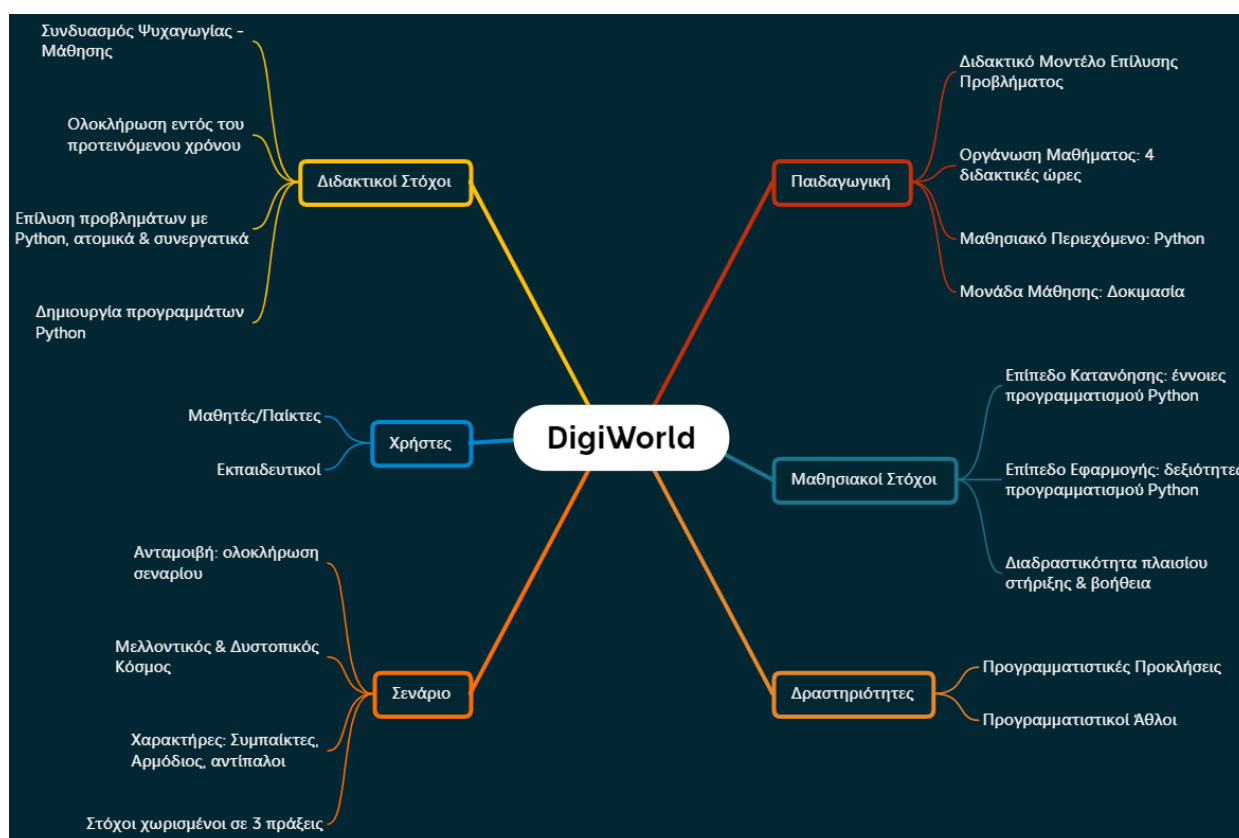 Συνδυασμός Ψυχαγωγίας -
Μάθησης
Ολοκλήρωση εντός του
προτεινόμενου χρόνου
Διδακτικοί Στόχοι
Επίλυση προβλημάτων με
Python, ατομικά & συνεργατικά
Δημιουργία προγραμμάτων
Python
Διδακτικό Μοντέλο Επίλυσης
Προβλήματος
Παιδαγωγική
Οργάνωση Μαθήματος: 4
διδακτικές ώρες
Μαθησιακό Περιεχόμενο: Python
Μονάδα Μάθησης: Δοκιμασία
DigiWorld
Μαθητές/Παίκτες
Χρήστες
Εκπαιδευτικοί
Επίπεδο Κατανόησης: έννοιες
προγραμματισμού Python
Μαθησιακοί Στόχοι
Επίπεδο Εφαρμογής: δεξιότητες
προγραμματισμού Python
Διαδραστικότητα πλαισίου
στήριξης & βοήθεια
Ανταμοιβή: ολοκλήρωση
σεναρίου
Μελλοντικός & Δυστοπικός
Κόσμος
Σενάριο
Χαρακτήρες: Συμπαίκτες,
Αρμόδιος, αντίπαλοι
Στόχοι χωρισμένοι σε 3 πράξεις
Προγραμματιστικές Προκλήσεις
Δραστηριότητες
Προγραμματιστικοί Άθλοι